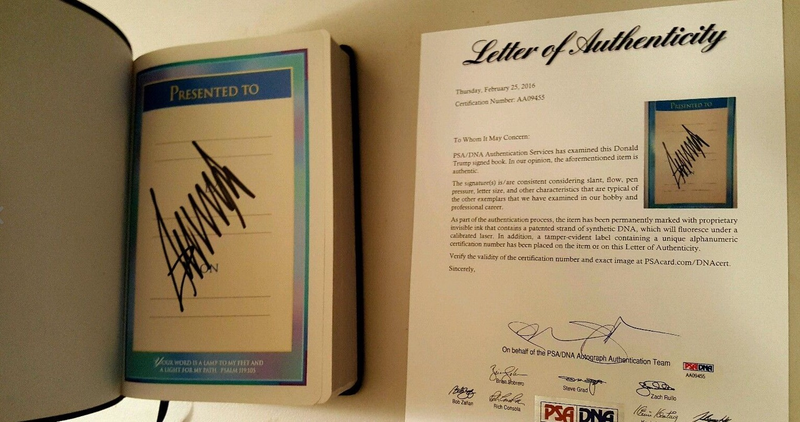 PRESENTED TO
ON
YOUR WORD IS A LAMP TO MY FEET AND
A LIGHT FOR MY PATH. PSALM 119:105
Letter of Authenticity
Thursday, February 25, 2016
Certification Number: AA09455
PRESENTED TO
To Whom It May Concern:
PSA/DNA Authentication Services has examined this Donald
Trump signed book. In our opinion, the aforementioned item is
authentic.
The signature(s) is/are consistent considering slant, flow, pen
pressure, letter size, and other characteristics that are typical of
the other exemplars that we have examined in our hobby and
professional career.
As part of the authentication process, the item has been permanently marked with proprietary
invisible ink that contains a patented strand of synthetic DNA, which will fluoresce under a
calibrated laser. In addition, a tamper-evident label containing a unique alphanumeric
certification number has been placed on the item or on this Letter of Authenticity.
Verify the validity of the certification number and exact image at PSAcard.com/DNAcert.
Sincerely,
On behalf of the PSA/DNA Autograph Authentication Team
PSA DNA
AA09455
Steve Grad
Zach Rullo
Bob Zafian
Rich Consola
PSA DNA